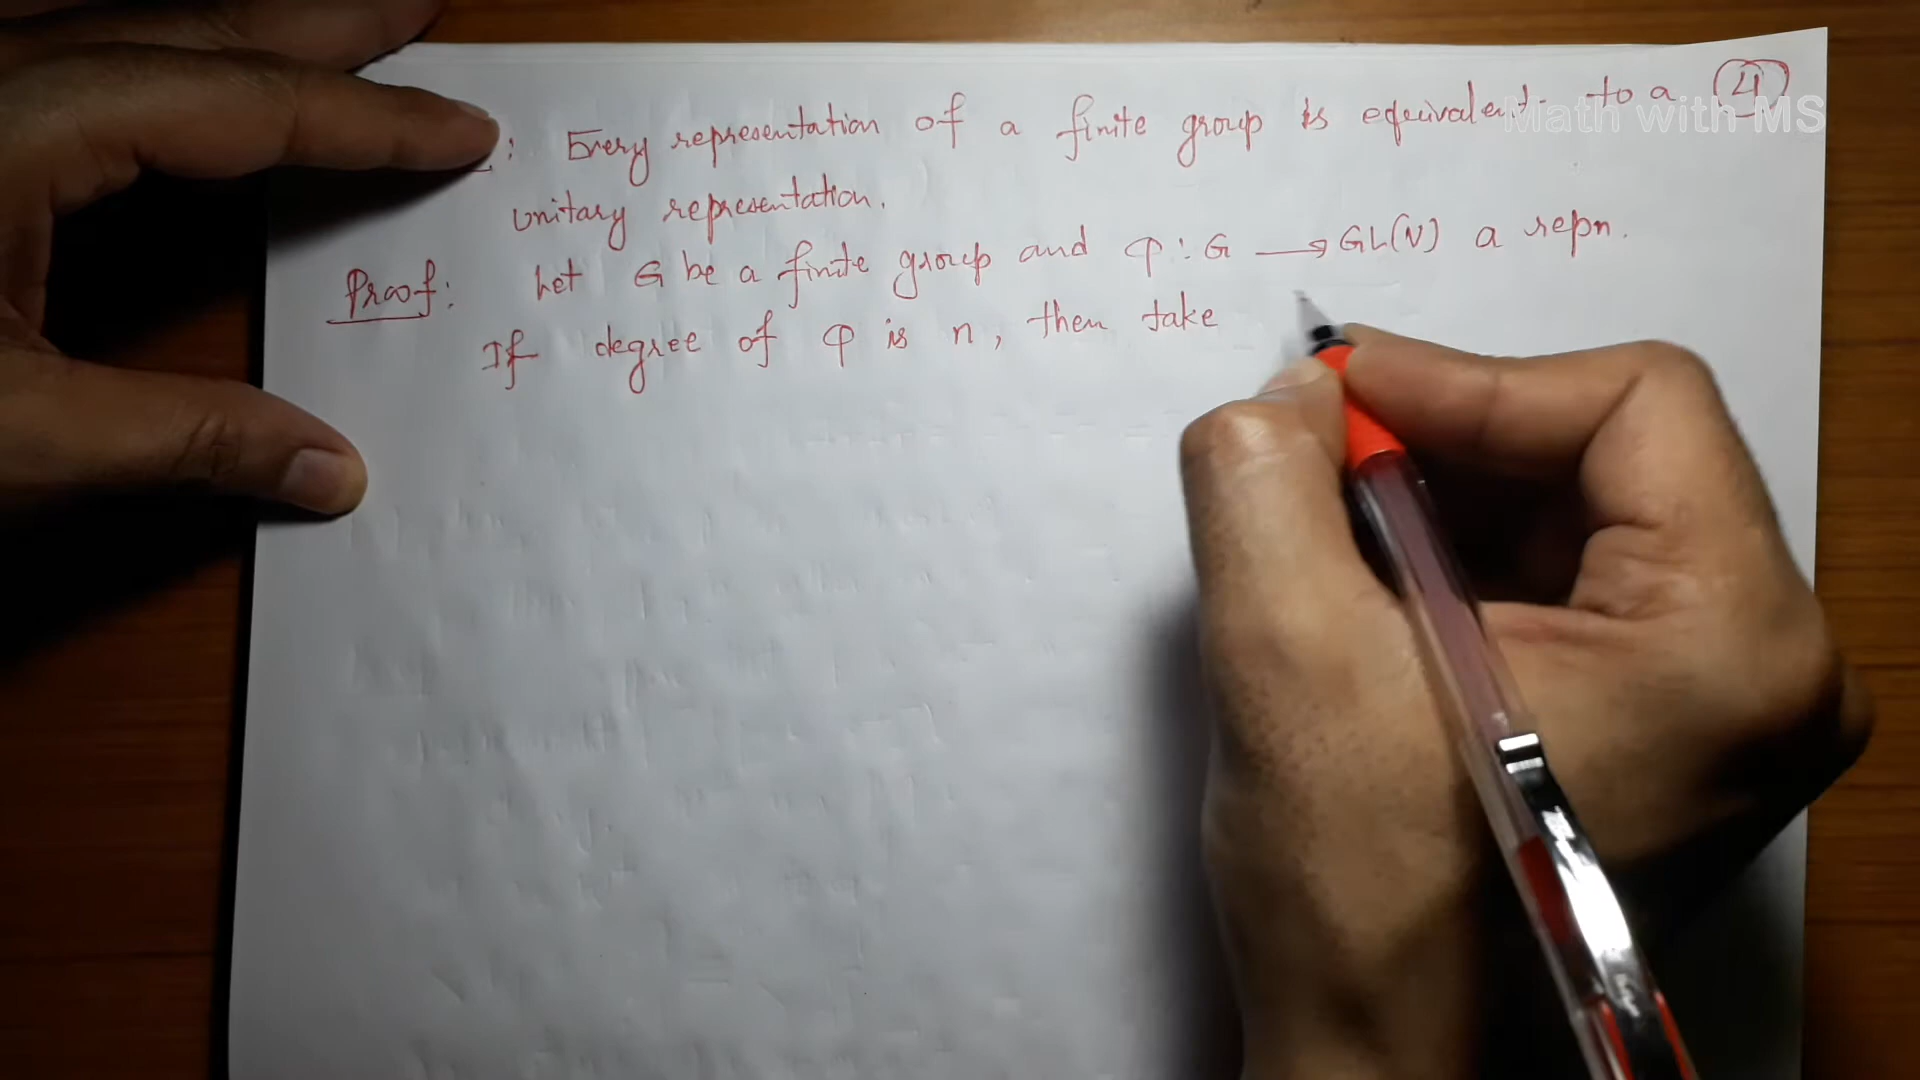 : Every representation of a finite group is equivalent to a 4
Unitary representation.
Proof: Let G be a finite group and φ : G → GL(V) a repn.
If degree of φ is n, then take
Math with MS